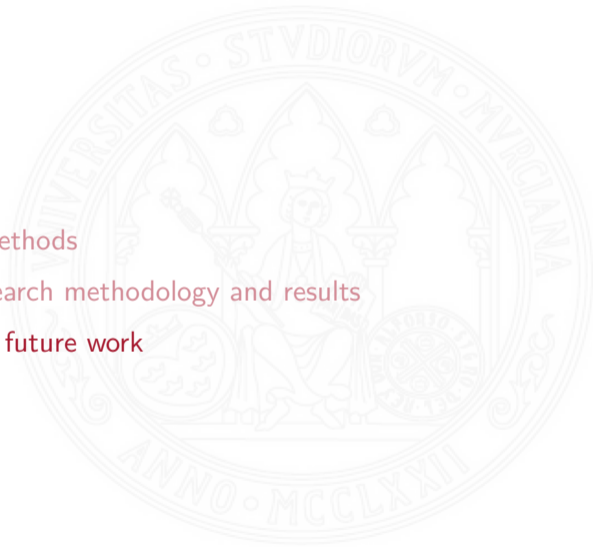 VNIVERSITAS · STVDIORVM · MVRCIANA
ethods
earch methodology and results
future work
ANNO · MCCLXXII